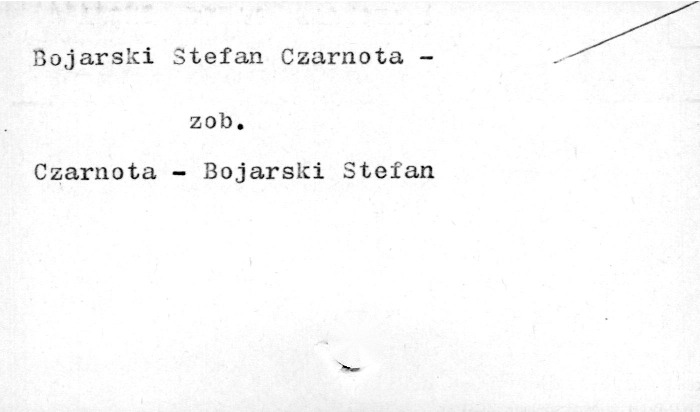 Bojarski Stefan Czarnota -
zob.
Czarnota - Bojarski Stefan